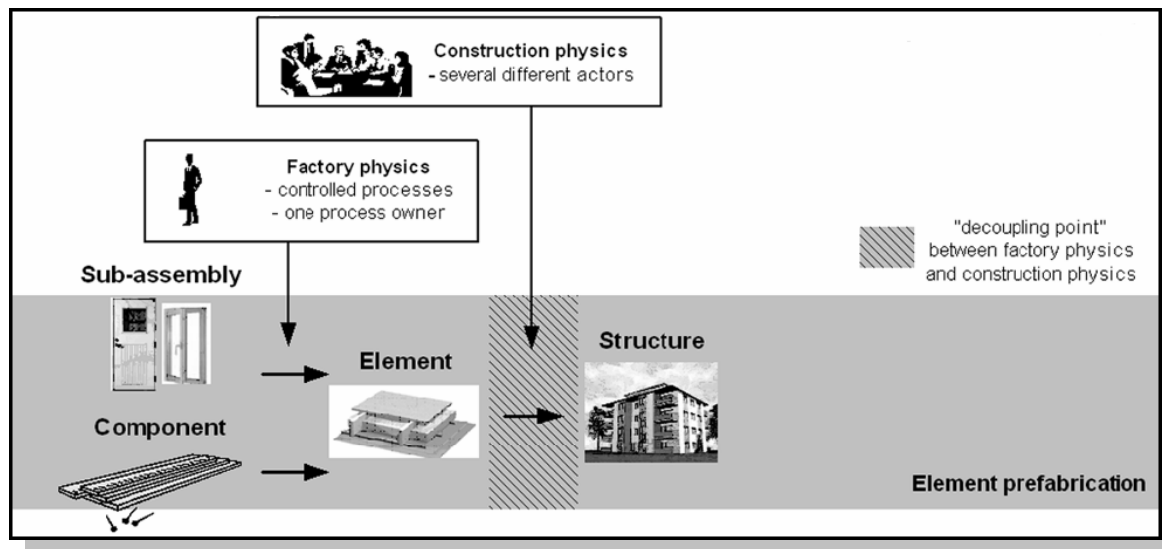 Construction physics
- several different actors
Factory physics
- controlled processes
- one process owner
"decoupling point"
between factory physics
and construction physics
Sub-assembly
Element
Structure
Component
Element prefabrication